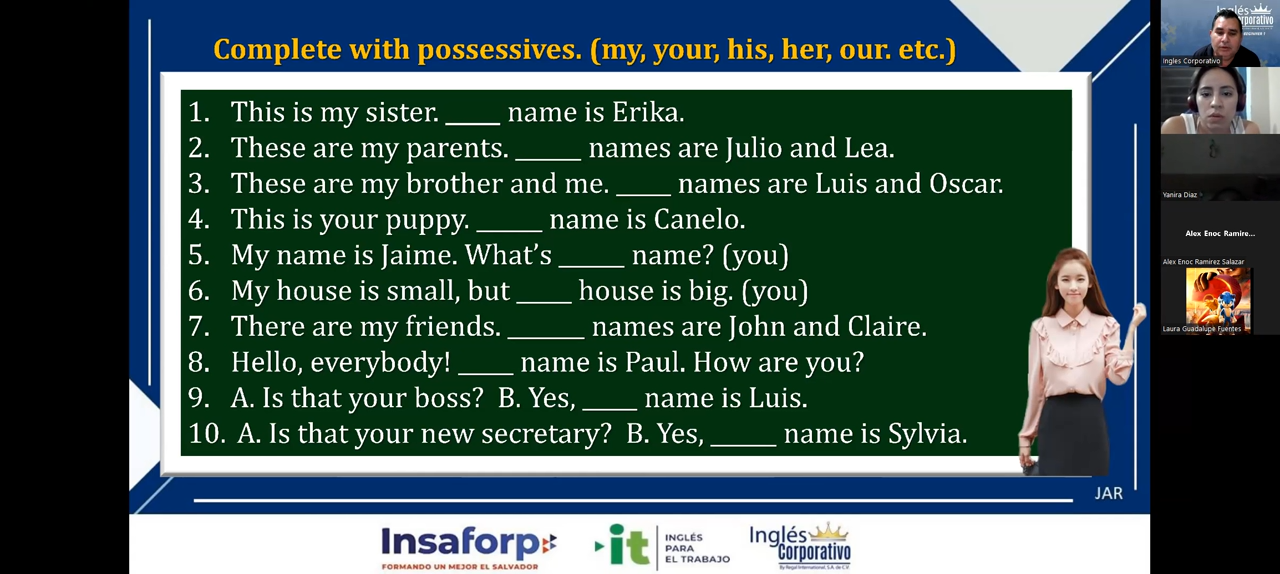 Complete with possessives. (my, your, his, her, our. etc.)
1. This is my sister. _____ name is Erika.
2. These are my parents. ______ names are Julio and Lea.
3. These are my brother and me. _____ names are Luis and Oscar.
4. This is your puppy. ______ name is Canelo.
5. My name is Jaime. What's ______ name? (you)
6. My house is small, but _____ house is big. (you)
7. There are my friends. _______ names are John and Claire.
8. Hello, everybody! _____ name is Paul. How are you?
9. A. Is that your boss? B. Yes, _____ name is Luis.
10. A. Is that your new secretary? B. Yes, ______ name is Sylvia.
JAR
Insaforp
FORMANDO UN MEJOR EL SALVADOR
it
INGLÉS
PARA
EL TRABAJO
Inglés
Corporativo
By Regal International, S.A. de C.V.
Inglés
Corporativo
Ingles Corporativo
Yanira Diaz
Alex Enoc Ramire...
Alex Enoc Ramirez Salazar
Laura Guadalupe Fuentes